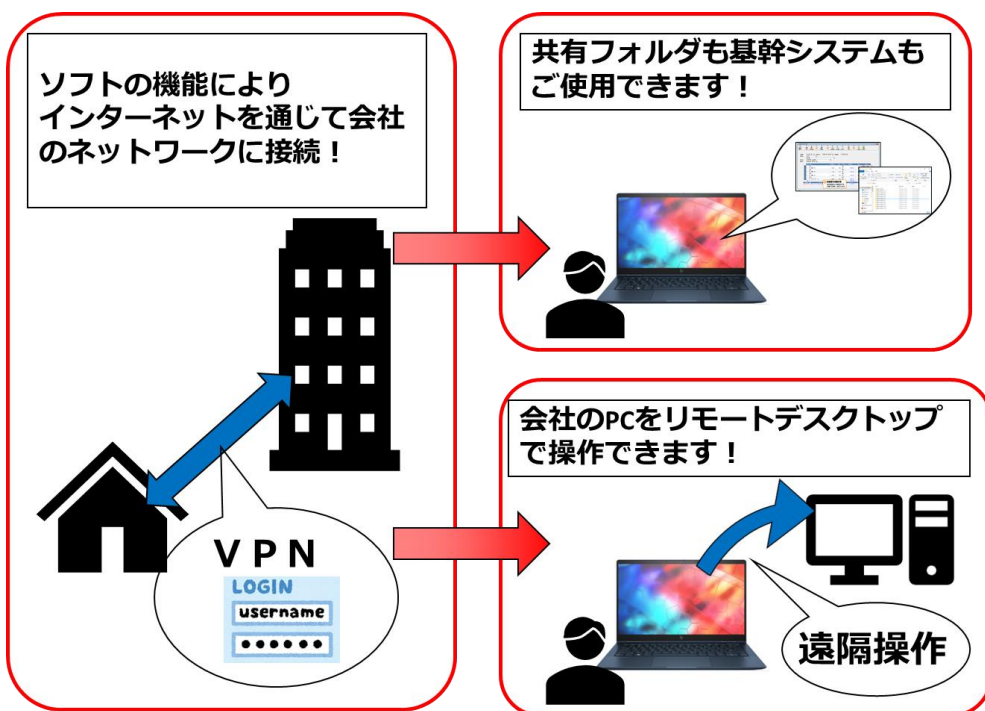 ソフトの機能により
インターネットを通じて会社
のネットワークに接続！
VPN
LOGIN
username
共有フォルダも基幹システムも
ご使用できます！
会社のPCをリモートデスクトップ
で操作できます！
遠隔操作